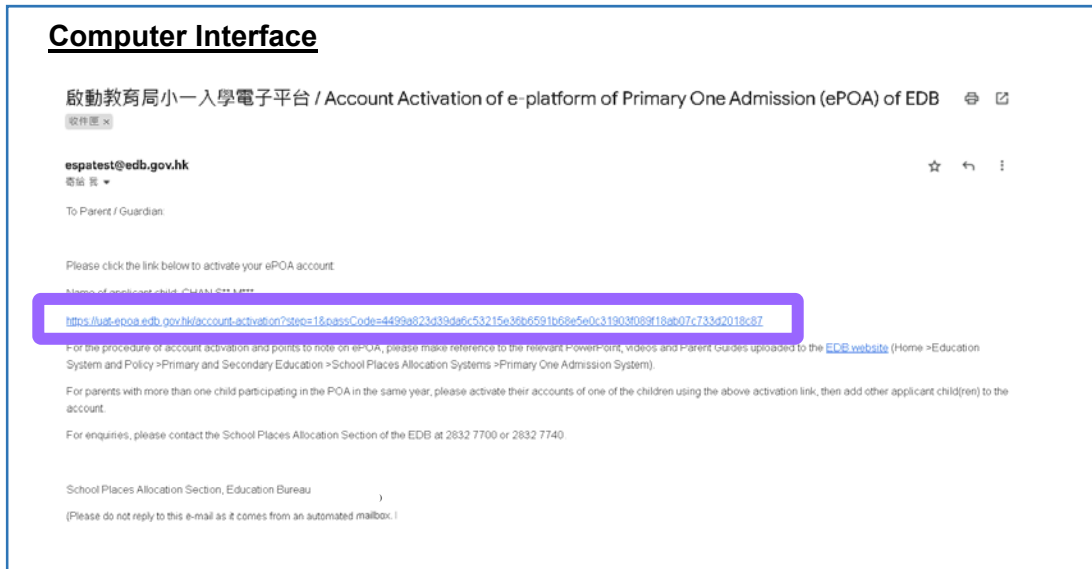 Computer Interface
啟動教育局小一入學電子平台 / Account Activation of e-platform of Primary One Admission (ePOA) of EDB
收件匣 ×
espatest@edb.gov.hk
寄給 我
To Parent / Guardian:
Please click the link below to activate your ePOA account
Name of applicant child: CHAN S** M***
https://uat-epoa.edb.gov.hk/account-activation?step=1&passCode=4499a823d39da6c53215e36b6591b68e5e0c31903f089f18ab07c733d2018c87
For the procedure of account activation and points to note on ePOA, please make reference to the relevant PowerPoint, videos and Parent Guides uploaded to the EDB website (Home >Education
System and Policy >Primary and Secondary Education >School Places Allocation Systems >Primary One Admission System).
For parents with more than one child participating in the POA in the same year, please activate their accounts of one of the children using the above activation link, then add other applicant child(ren) to the
account.
For enquiries, please contact the School Places Allocation Section of the EDB at 2832 7700 or 2832 7740.
School Places Allocation Section, Education Bureau
)
(Please do not reply to this e-mail as it comes from an automated mailbox.